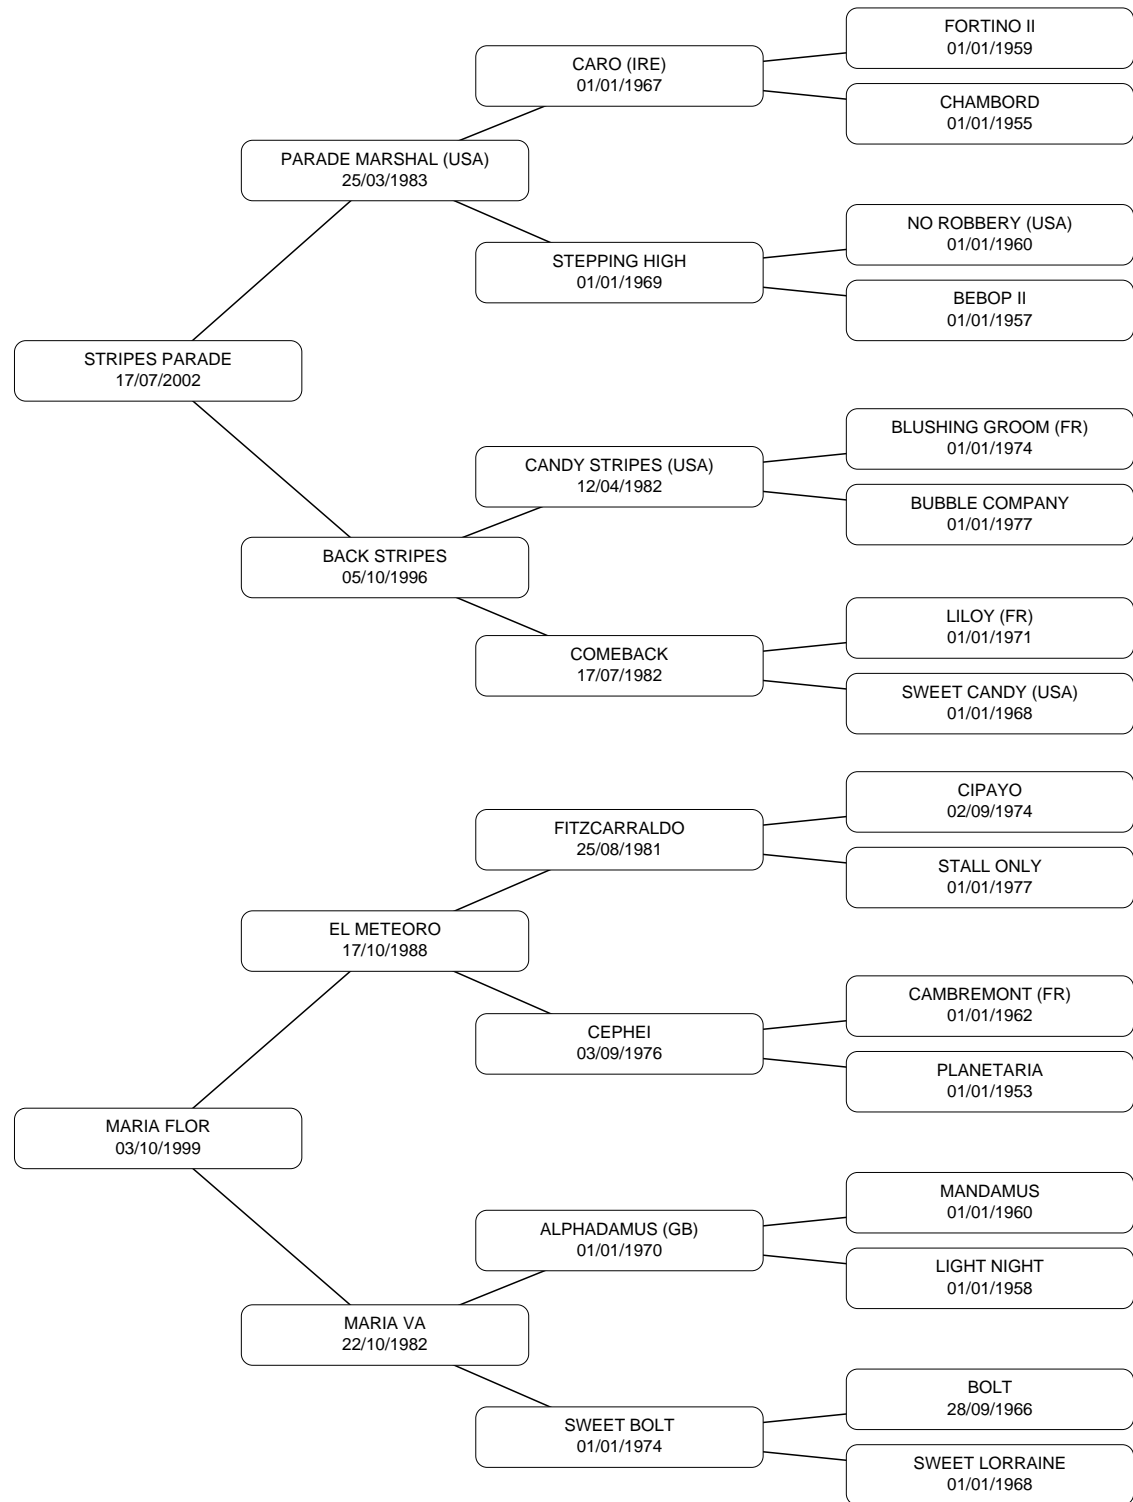 FORTINO II
01/01/1959
CARO (IRE)
01/01/1967
CHAMBORD
01/01/1955
PARADE MARSHAL (USA)
25/03/1983
NO ROBBERY (USA)
01/01/1960
STEPPING HIGH
01/01/1969
BEBOP II
01/01/1957
STRIPES PARADE
17/07/2002
BLUSHING GROOM (FR)
01/01/1974
CANDY STRIPES (USA)
12/04/1982
BUBBLE COMPANY
01/01/1977
BACK STRIPES
05/10/1996
LILOY (FR)
01/01/1971
COMEBACK
17/07/1982
SWEET CANDY (USA)
01/01/1968
CIPAYO
02/09/1974
FITZCARRALDO
25/08/1981
STALL ONLY
01/01/1977
EL METEORO
17/10/1988
CAMBREMONT (FR)
01/01/1962
CEPHEI
03/09/1976
PLANETARIA
01/01/1953
MARIA FLOR
03/10/1999
MANDAMUS
01/01/1960
ALPHADAMUS (GB)
01/01/1970
LIGHT NIGHT
01/01/1958
MARIA VA
22/10/1982
BOLT
28/09/1966
SWEET BOLT
01/01/1974
SWEET LORRAINE
01/01/1968